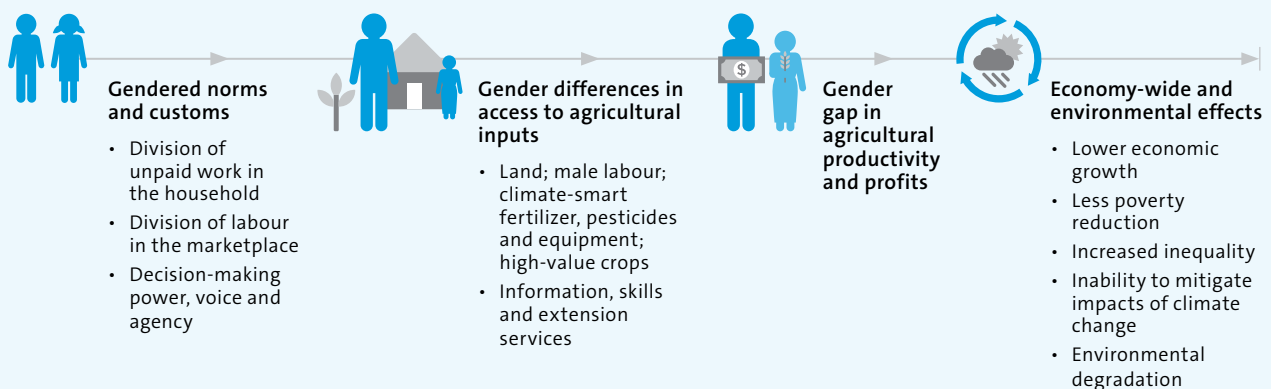 $
Gendered norms
and customs
• Division of
unpaid work in
the household
• Division of labour
in the marketplace
• Decision-making
power, voice and
agency
Gender differences in
access to agricultural
inputs
• Land; male labour;
climate-smart
fertilizer, pesticides
and equipment;
high-value crops
• Information, skills
and extension
services
Gender
gap in
agricultural
productivity
and profits
Economy-wide and
environmental effects
• Lower economic
growth
• Less poverty
reduction
• Increased inequality
• Inability to mitigate
impacts of climate
change
• Environmental
degradation